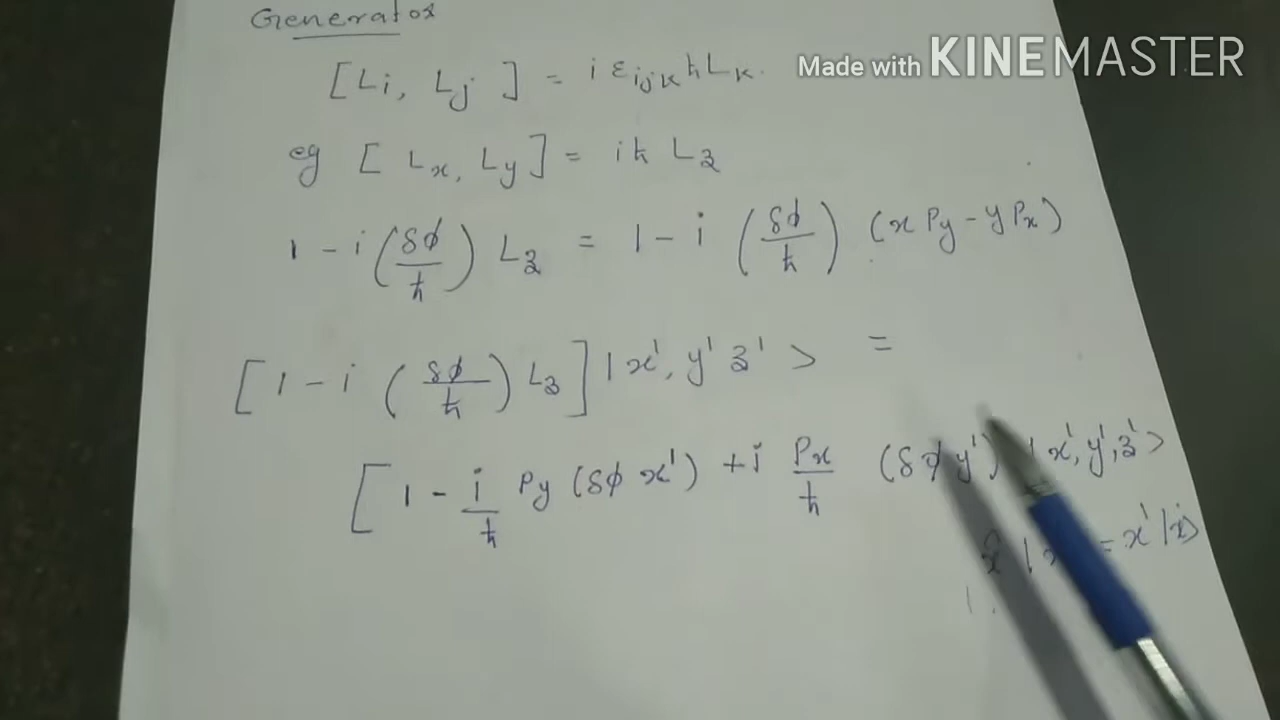 Generator
Made with KINEMASTER
[Li, Lj] = i εijk ħ Lk.
eg [Lx, Ly] = iħ Lz
1 - i (δϕ/ħ) Lz = 1 - i (δϕ/ħ) (x Py - y Px)
[1 - i (δϕ/ħ) Lz] | x', y' z' > =
[1 - i/ħ Py (δϕ x') + i Px/ħ (δϕ y') | x', y', z' >
= x' |